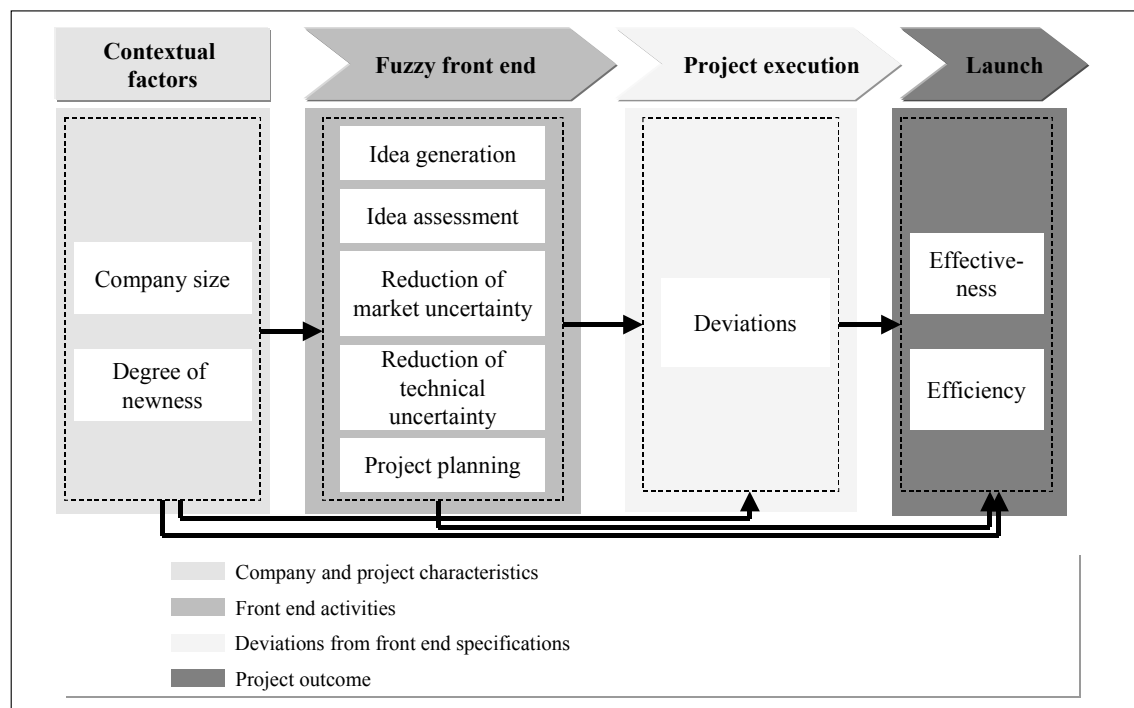 Contextual
factors
Fuzzy front end
Project execution
Launch
Company size
Degree of
newness
Idea generation
Idea assessment
Reduction of
market uncertainty
Reduction of
technical
uncertainty
Project planning
Deviations
Effective-
ness
Efficiency
Company and project characteristics
Front end activities
Deviations from front end specifications
Project outcome